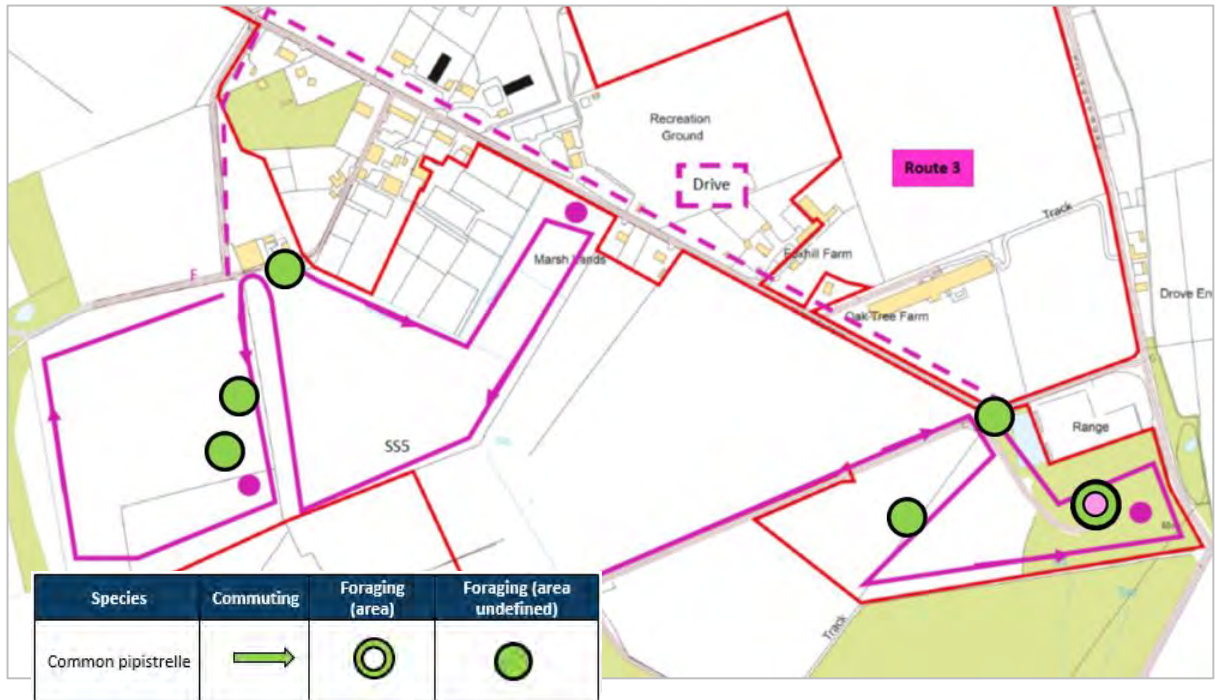 Recreation
Ground
Route 3
Drive
Track
Marsh Lands
Foxhill Farm
F
Drove En
Oak Tree Farm
Range
SS5
Track
Species Commuting Foraging (area) Foraging (area undefined)
Common pipistrelle